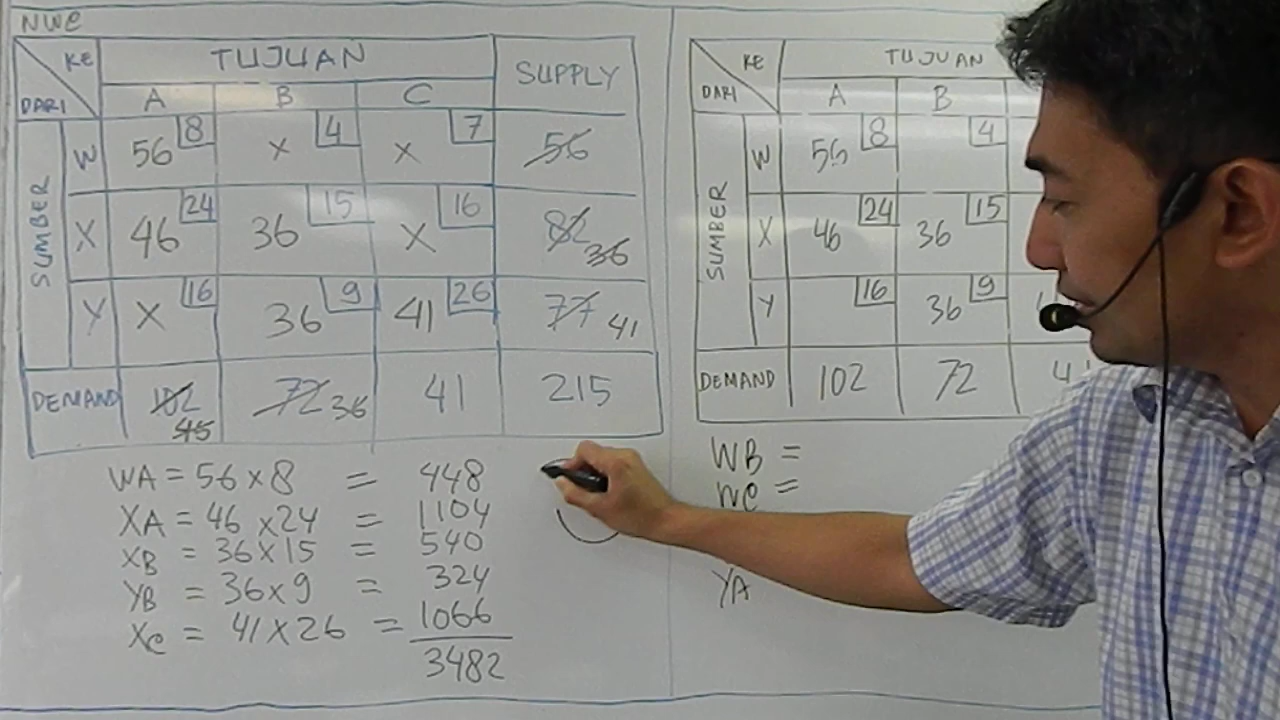 NWC
KE TUJUAN SUPPLY
DARI A B C
SUMBER
W 56 8 x 4 x 7 56
X 46 24 36 15 x 16 82 36
Y x 16 36 9 41 26 77 41
DEMAND 102 72 36 41 215
WA = 56 x 8 = 448
XA = 46 x 24 = 1104
XB = 36 x 15 = 540
YB = 36 x 9 = 324
XC = 41 x 26 = 1066
3482
KE TUJUAN
DARI A B
SUMBER
W 56 8 4
X 46 24 36 15
Y 16 36 9
DEMAND 102 72
WB =
WC =
YA